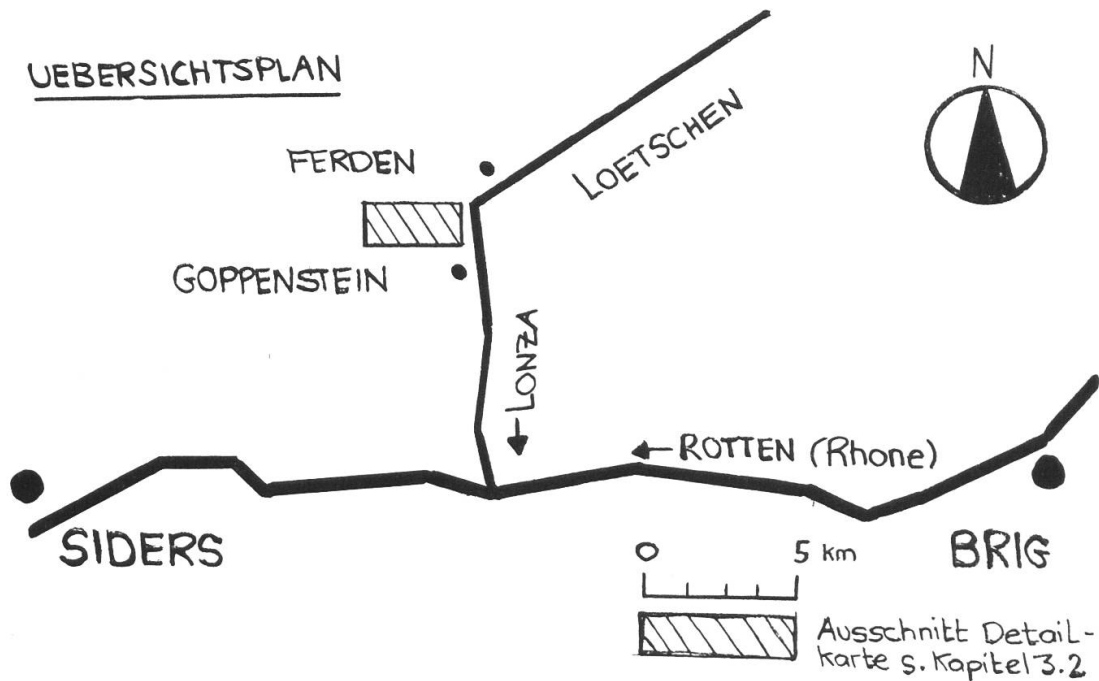 UEBERSICHTSPLAN
N
FERDEN
LOETSCHEN
GOPPENSTEIN
← LONZA
← ROTTEN (Rhone)
SIDERS
BRIG
0 5 km
Ausschnitt Detail-
karte s. Kapitel 3.2